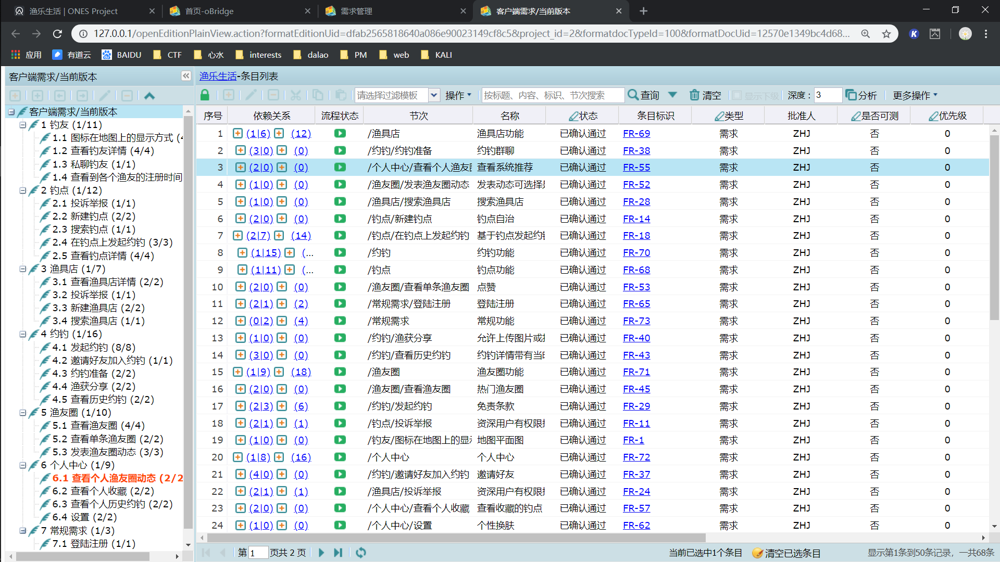 渔乐生活 | ONES Project
首页-oBridge
需求管理
客户端需求/当前版本
127.0.0.1/openEditionPlainView.action?formatEditionUid=dfab2565818640a086e90023149cf8c5&project_id=2&formatdocTypeId=100&formatDocUid=12570e1349bc4d68...
应用 有道云 BAIDU CTF 心水 interests dalao PM web KALI
客户端需求/当前版本
客户端需求/当前版本
1 钓友 (1/11)
1.1 图标在地图上的显示方式 (4
1.2 查看钓友详情 (4/4)
1.3 私聊钓友 (1/1)
1.4 查看到各个渔友的注册时间
2 钓点 (1/12)
2.1 投诉举报 (1/1)
2.2 新建钓点 (2/2)
2.3 搜索钓点 (1/1)
2.4 在钓点上发起约钓 (3/3)
2.5 查看钓点详情 (4/4)
3 渔具店 (1/7)
3.1 查看渔具店详情 (2/2)
3.2 投诉举报 (1/1)
3.3 新建渔具店 (2/2)
3.4 搜索渔具店 (1/1)
4 约钓 (1/16)
4.1 发起约钓 (8/8)
4.2 邀请好友加入约钓 (1/1)
4.3 约钓准备 (2/2)
4.4 渔获分享 (2/2)
4.5 查看历史约钓 (2/2)
5 渔友圈 (1/10)
5.1 查看渔友圈 (4/4)
5.2 查看单条渔友圈 (2/2)
5.3 发表渔友圈动态 (3/3)
6 个人中心 (1/9)
6.1 查看个人渔友圈动态 (2/2
6.2 查看个人收藏 (2/2)
6.3 查看个人历史约钓 (2/2)
6.4 设置 (2/2)
7 常规需求 (1/3)
7.1 登陆注册 (1/1)
渔乐生活-条目列表
请选择过滤模板 操作 按标题、内容、标识、节次搜索 查询 清空 显示下级 深度： 3 分析 更多操作
序号 依赖关系 流程状态 节次 名称 状态 条目标识 类型 批准人 是否可测 优先级
1 (1|6) (12) /渔具店 渔具店功能 已确认通过 FR-69 需求 ZHJ 否 0
2 (3|0) (0) /约钓/约钓准备 约钓群聊 已确认通过 FR-38 需求 ZHJ 否 0
3 (2|0) (0) /个人中心/查看个人渔友圈 查看系统推荐 已确认通过 FR-55 需求 ZHJ 否 0
4 (1|0) (0) /渔友圈/发表渔友圈动态 发表动态可选择 已确认通过 FR-52 需求 ZHJ 否 0
5 (1|0) (0) /渔具店/搜索渔具店 搜索渔具店 已确认通过 FR-28 需求 ZHJ 否 0
6 (2|0) (0) /钓点/新建钓点 钓点自治 已确认通过 FR-14 需求 ZHJ 否 0
7 (2|7) (14) /钓点/在钓点上发起约钓 基于钓点发起约钓 已确认通过 FR-18 需求 ZHJ 否 0
8 (1|15) (... /约钓 约钓功能 已确认通过 FR-70 需求 ZHJ 否 0
9 (1|11) (... /钓点 钓点功能 已确认通过 FR-68 需求 ZHJ 否 0
10 (2|0) (0) /渔友圈/查看单条渔友圈 点赞 已确认通过 FR-53 需求 ZHJ 否 0
11 (2|1) (2) /常规需求/登陆注册 登陆注册 已确认通过 FR-65 需求 ZHJ 否 0
12 (0|2) (4) /常规需求 常规功能 已确认通过 FR-73 需求 ZHJ 否 0
13 (1|0) (0) /约钓/渔获分享 允许上传图片或 已确认通过 FR-40 需求 ZHJ 否 0
14 (3|0) (0) /约钓/查看历史约钓 约钓详情带有当 已确认通过 FR-43 需求 ZHJ 否 0
15 (1|9) (18) /渔友圈 渔友圈功能 已确认通过 FR-71 需求 ZHJ 否 0
16 (2|0) (0) /渔友圈/查看渔友圈 热门渔友圈 已确认通过 FR-45 需求 ZHJ 否 0
17 (2|3) (6) /约钓/发起约钓 免责条款 已确认通过 FR-29 需求 ZHJ 否 0
18 (2|1) (1) /钓点/投诉举报 资深用户有权限 已确认通过 FR-11 需求 ZHJ 否 0
19 (1|0) (0) /钓友/图标在地图上的显 地图平面图 已确认通过 FR-1 需求 ZHJ 否 0
20 (1|8) (16) /个人中心 个人中心 已确认通过 FR-72 需求 ZHJ 否 0
21 (4|0) (0) /约钓/邀请好友加入约钓 邀请好友 已确认通过 FR-37 需求 ZHJ 否 0
22 (2|1) (1) /渔具店/投诉举报 资深用户有权限 已确认通过 FR-24 需求 ZHJ 否 0
23 (2|0) (0) /个人中心/查看个人收藏 查看收藏的钓点 已确认通过 FR-57 需求 ZHJ 否 0
24 (1|0) (0) /个人中心/设置 个性换肤 已确认通过 FR-62 需求 ZHJ 否 0
第 1 页共 2 页 当前已选中1个条目 清空已选条目 显示第1条到50条记录，一共68条